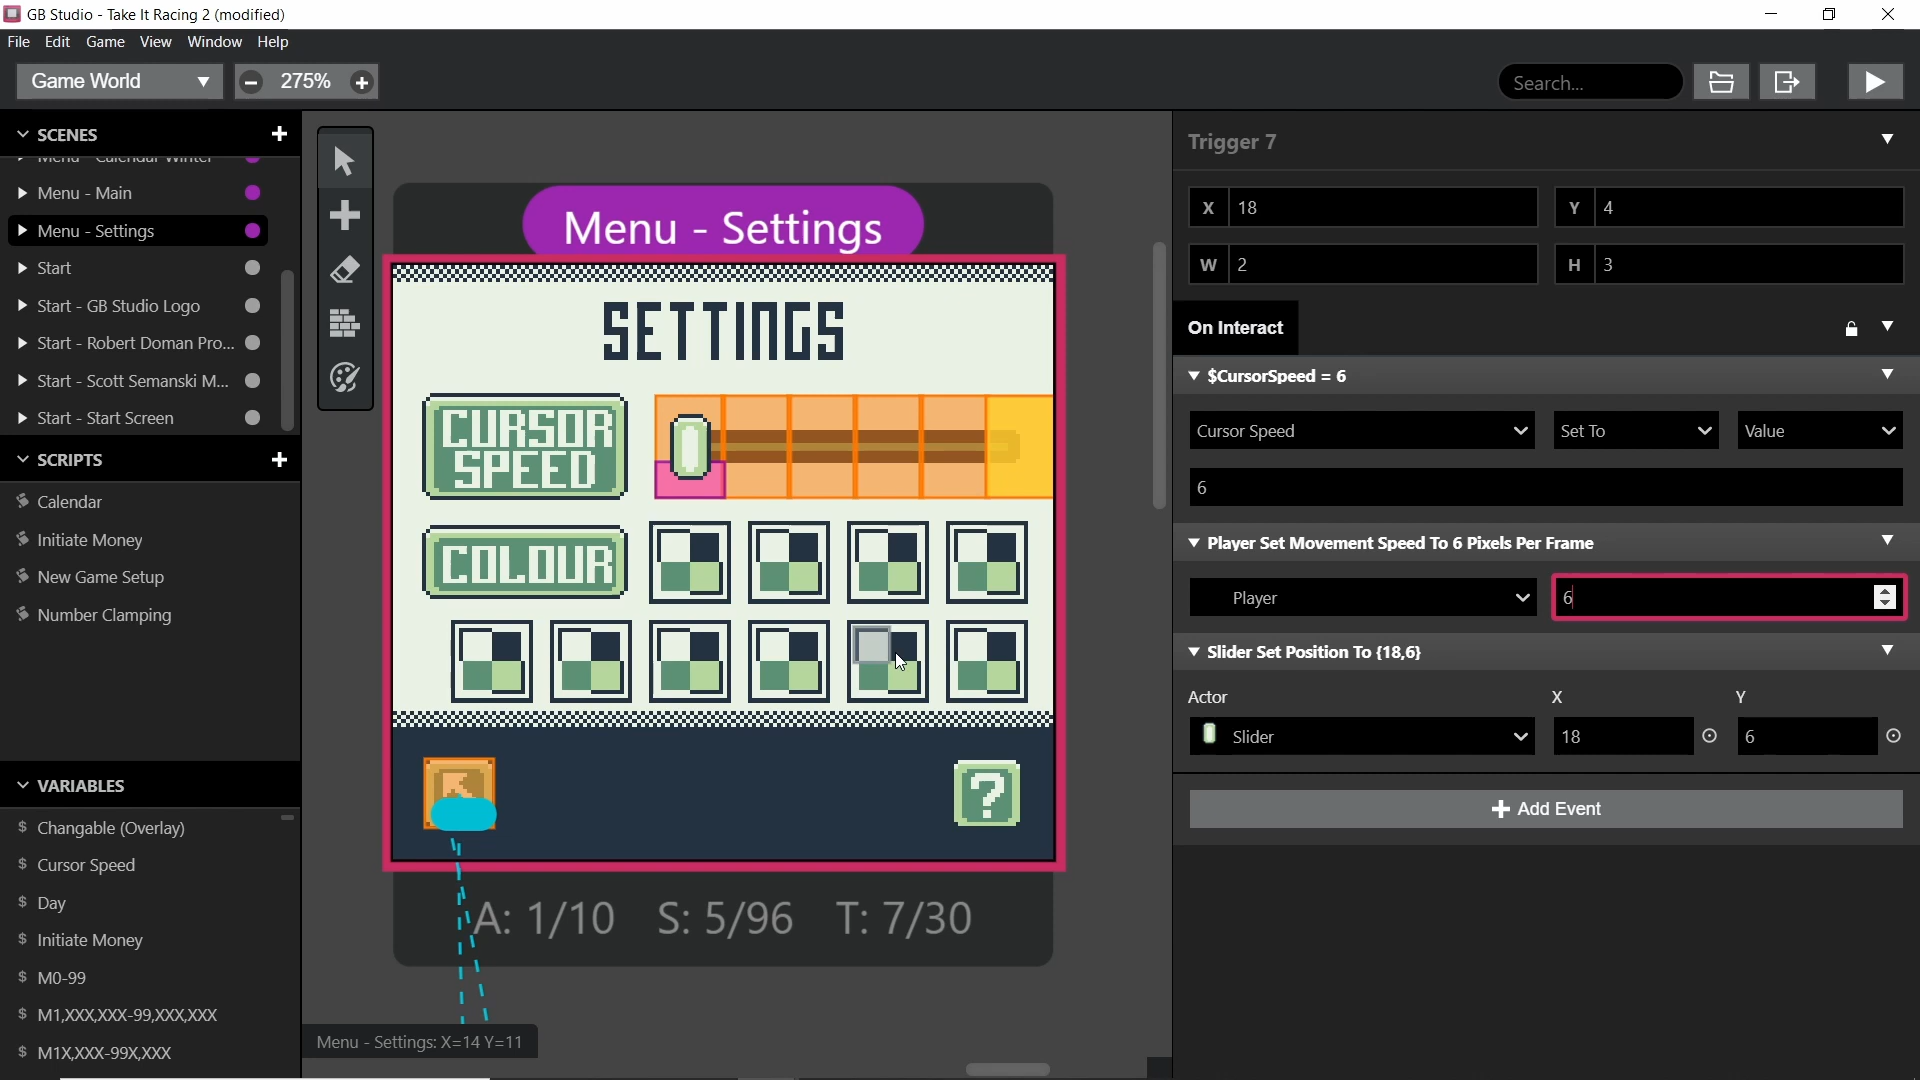 GB Studio - Take It Racing 2 (modified)
File Edit Game View Window Help
Game World 275% Search...
SCENES
Menu - Calendar Winter
Menu - Main
Menu - Settings
Start
Start - GB Studio Logo
Start - Robert Doman Pro...
Start - Scott Semanski M...
Start - Start Screen
SCRIPTS
Calendar
Initiate Money
New Game Setup
Number Clamping
VARIABLES
$ Changable (Overlay)
$ Cursor Speed
$ Day
$ Initiate Money
$ M0-99
$ M1,XXX,XXX-99,XXX,XXX
$ M1X,XXX-99X,XXX
Menu - Settings
SETTINGS
CURSOR
SPEED
COLOUR
?
A: 1/10 S: 5/96 T: 7/30
Menu - Settings: X=14 Y=11
Trigger 7
X 18 Y 4
W 2 H 3
On Interact
$CursorSpeed = 6
Cursor Speed Set To Value
6
Player Set Movement Speed To 6 Pixels Per Frame
Player 6
Slider Set Position To {18,6}
Actor X Y
Slider 18 6
Add Event